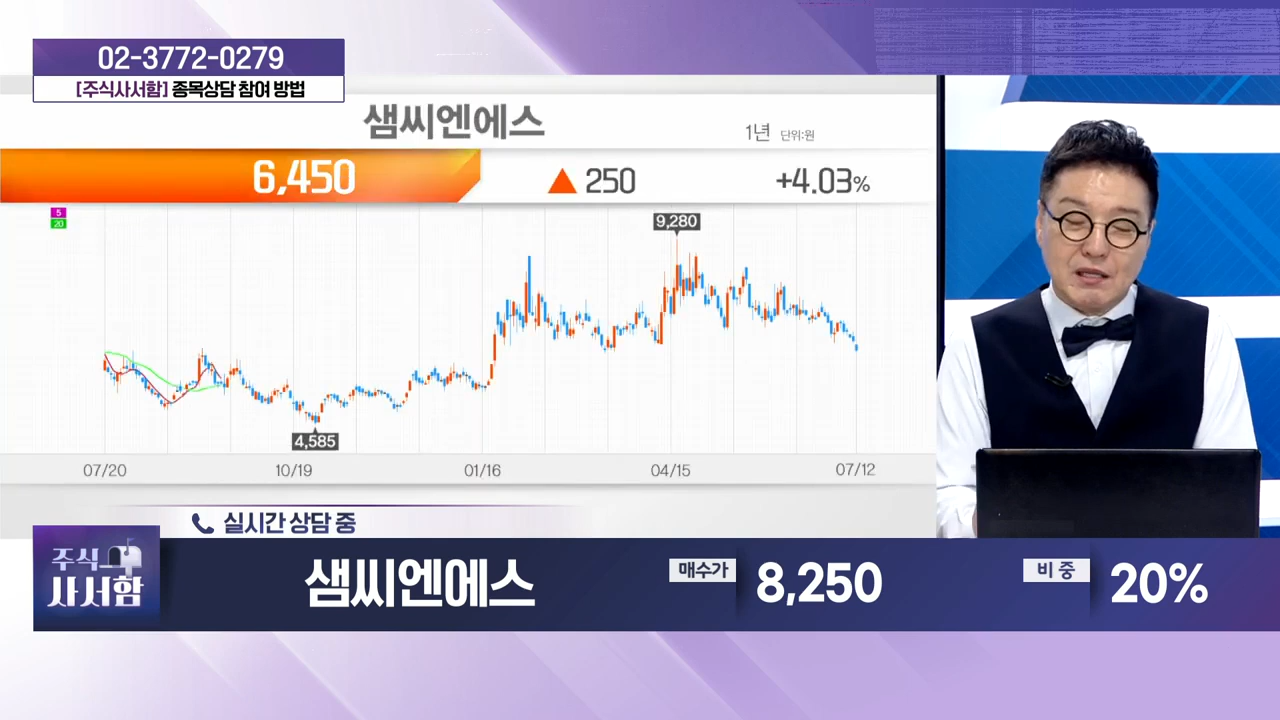 02-3772-0279
[주식사서함] 종목상담 참여 방법
샘씨엔에스
1년 단위:원
6,450 ▲ 250 +4.03%
5
20
9,280
4,585
07/20 10/19 01/16 04/15 07/12
실시간 상담 중
주식
사서함
샘씨엔에스 매수가 8,250 비중 20%